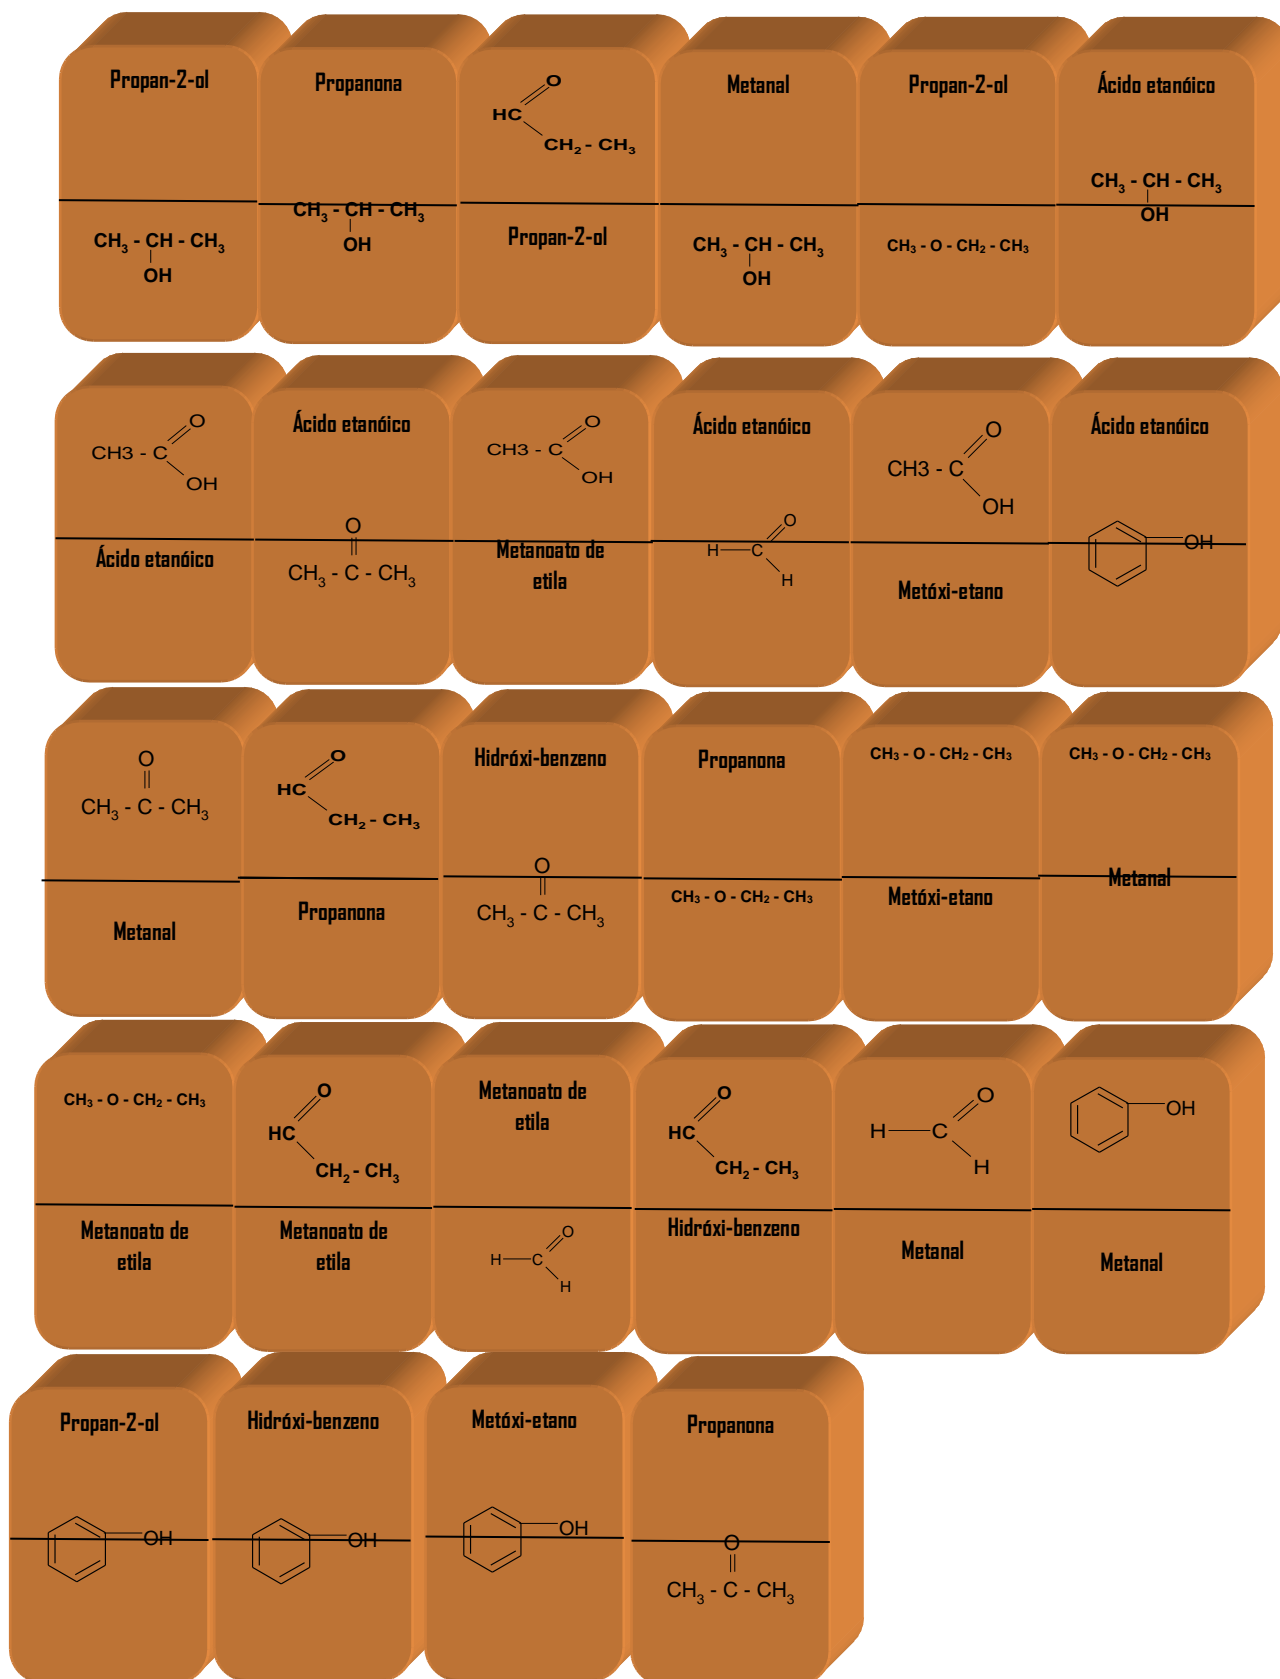 Propan-2-ol
CH₃ - CH - CH₃
OH
Propanona
CH₃ - CH - CH₃
OH
O
HC
CH₂ - CH₃
Propan-2-ol
Metanal
CH₃ - CH - CH₃
OH
Propan-2-ol
CH₃ - O - CH₂ - CH₃
Ácido etanóico
CH₃ - CH - CH₃
OH
O
CH3 - C
OH
Ácido etanóico
Ácido etanóico
O
CH₃ - C - CH₃
O
CH3 - C
OH
Metanoato de
etila
Ácido etanóico
O
H C
H
O
CH3 - C
OH
Metóxi-etano
Ácido etanóico
OH
O
CH₃ - C - CH₃
Metanal
O
HC
CH₂ - CH₃
Propanona
Hidróxi-benzeno
O
CH₃ - C - CH₃
Propanona
CH₃ - O - CH₂ - CH₃
CH₃ - O - CH₂ - CH₃
Metóxi-etano
CH₃ - O - CH₂ - CH₃
Metanal
CH₃ - O - CH₂ - CH₃
Metanoato de
etila
O
HC
CH₂ - CH₃
Metanoato de
etila
Metanoato de
etila
O
H C
H
O
HC
CH₂ - CH₃
Hidróxi-benzeno
O
H C
H
Metanal
OH
Metanal
Propan-2-ol
OH
Hidróxi-benzeno
OH
Metóxi-etano
OH
Propanona
O
CH₃ - C - CH₃